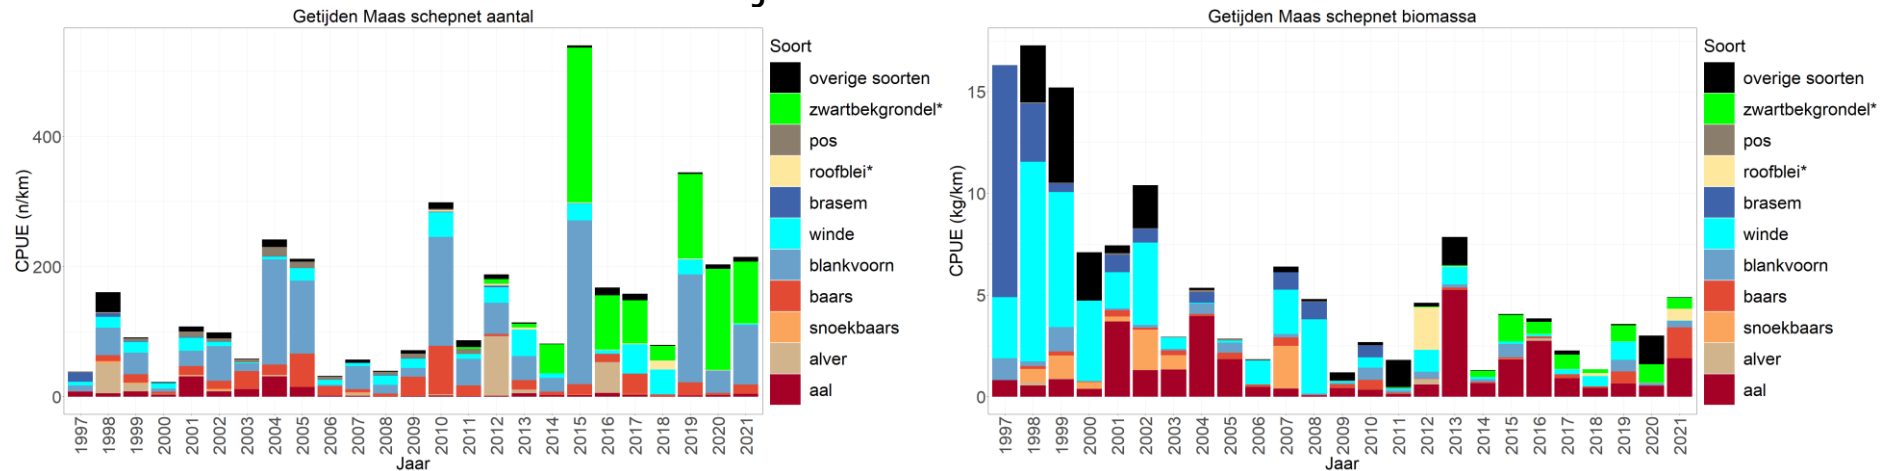 Getijden Maas schepnet aantal
CPUE (n/km)
400
200
0
1997 1998 1999 2000 2001 2002 2003 2004 2005 2006 2007 2008 2009 2010 2011 2012 2013 2014 2015 2016 2017 2018 2019 2020 2021
Jaar
Soort
overige soorten
zwartbekgrondel*
pos
roofblei*
brasem
winde
blankvoorn
baars
snoekbaars
alver
aal
Getijden Maas schepnet biomassa
CPUE (kg/km)
15
10
5
0
1997 1998 1999 2000 2001 2002 2003 2004 2005 2006 2007 2008 2009 2010 2011 2012 2013 2014 2015 2016 2017 2018 2019 2020 2021
Jaar
Soort
overige soorten
zwartbekgrondel*
pos
roofblei*
brasem
winde
blankvoorn
baars
snoekbaars
alver
aal